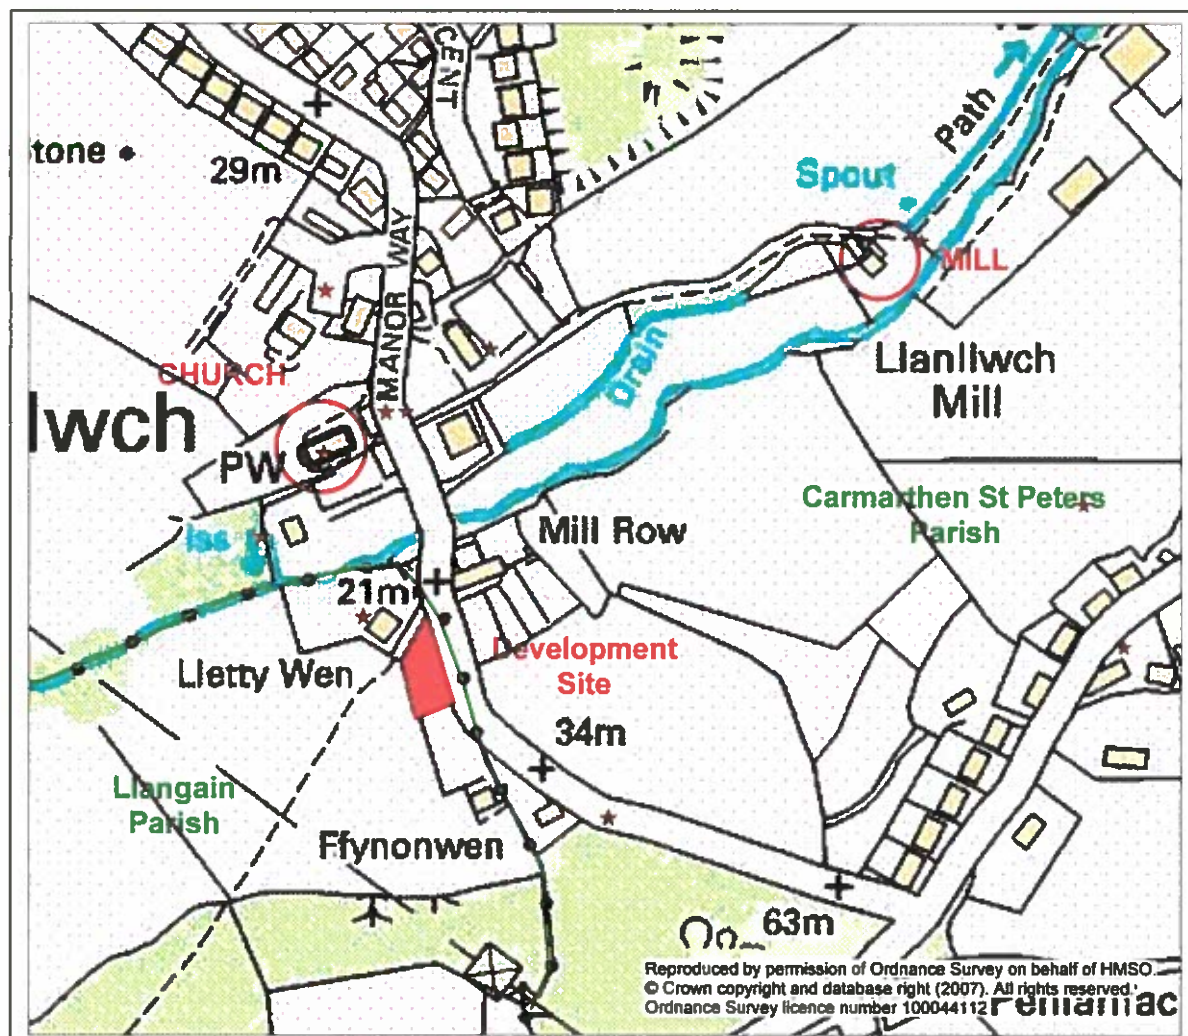 CENT
tone
29m
Path
Spout
MANOR WAY
MILL
CHURCH
lwch
Drain
Llanllwch
Mill
PW
Carmarthen St Peters
Parish
Iss
Mill Row
21m
Development
Site
Lletty Wen
34m
Llangain
Parish
Ffynonwen
63m
Reproduced by permission of Ordnance Survey on behalf of HMSO.
© Crown copyright and database right (2007). All rights reserved.
Ordnance Survey licence number 100044112